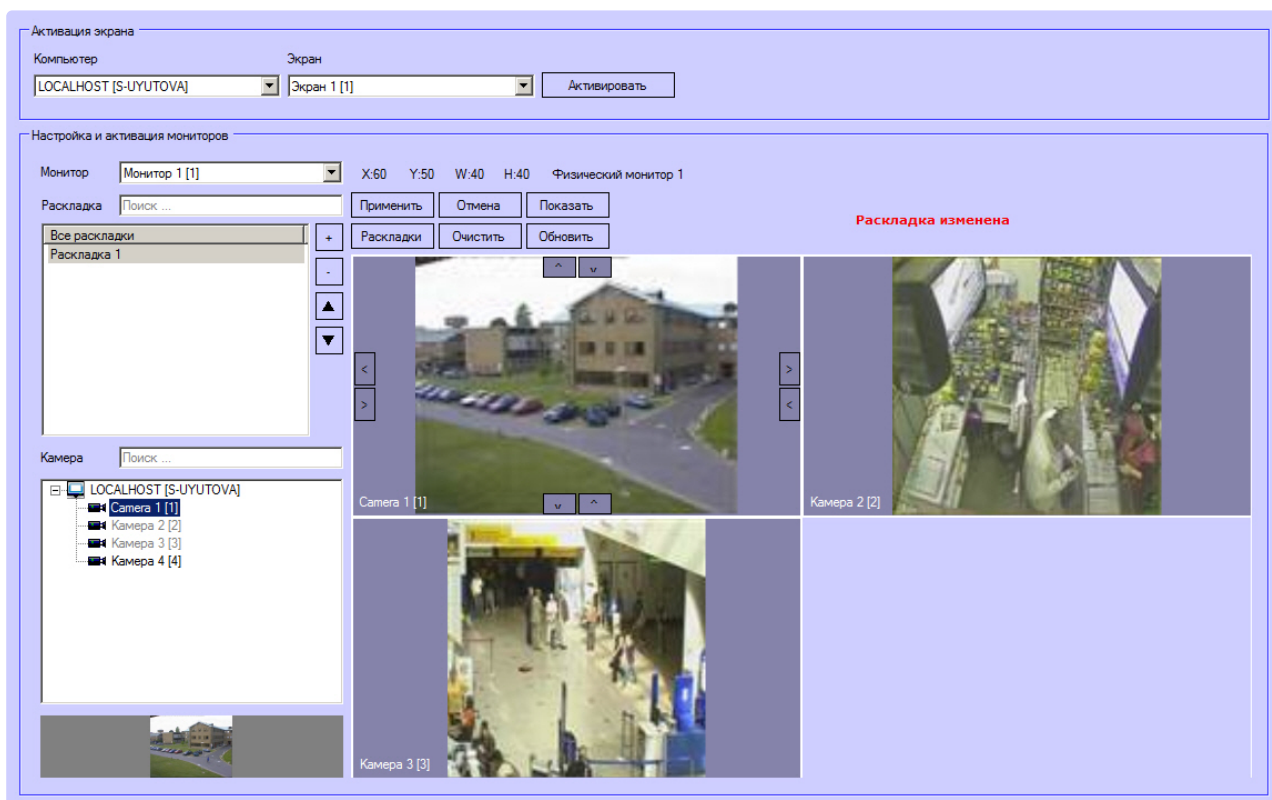 Активация экрана
Компьютер Экран
LOCALHOST [S-UYUTOVA] Экран 1 [1] Активировать
Настройка и активация мониторов
Монитор Монитор 1 [1] X:60 Y:50 W:40 H:40 Физический монитор 1
Раскладка Поиск ... Применить Отмена Показать
Раскладка изменена
Все раскладки + Раскладки Очистить Обновить
Раскладка 1
-
^ v
< >
> <
Камера Поиск ...
LOCALHOST [S-UYUTOVA]
Camera 1 [1]
Камера 2 [2]
Камера 3 [3]
Камера 4 [4]
Camera 1 [1] v ^ Камера 2 [2]
Камера 3 [3]